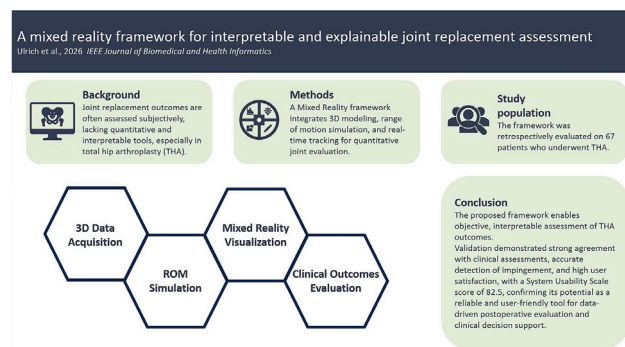 A mixed reality framework for interpretable and explainable joint replacement assessment
Ulrich et al., 2026 IEEE Journal of Biomedical and Health Informatics
Background
Joint replacement outcomes are
often assessed subjectively,
lacking quantitative and
interpretable tools, especially in
total hip arthroplasty (THA).
Methods
A Mixed Reality framework
integrates 3D modeling, range
of motion simulation, and real-
time tracking for quantitative
joint evaluation.
Study
population
The framework was
retrospectively evaluated on 67
patients who underwent THA.
3D Data
Acquisition
ROM
Simulation
Mixed Reality
Visualization
Clinical Outcomes
Evaluation
Conclusion
The proposed framework enables
objective, interpretable assessment of THA
outcomes.
Validation demonstrated strong agreement
with clinical assessments, accurate
detection of impingement, and high user
satisfaction, with a System Usability Scale
score of 82.5, confirming its potential as a
reliable and user-friendly tool for data-
driven postoperative evaluation and
clinical decision support.